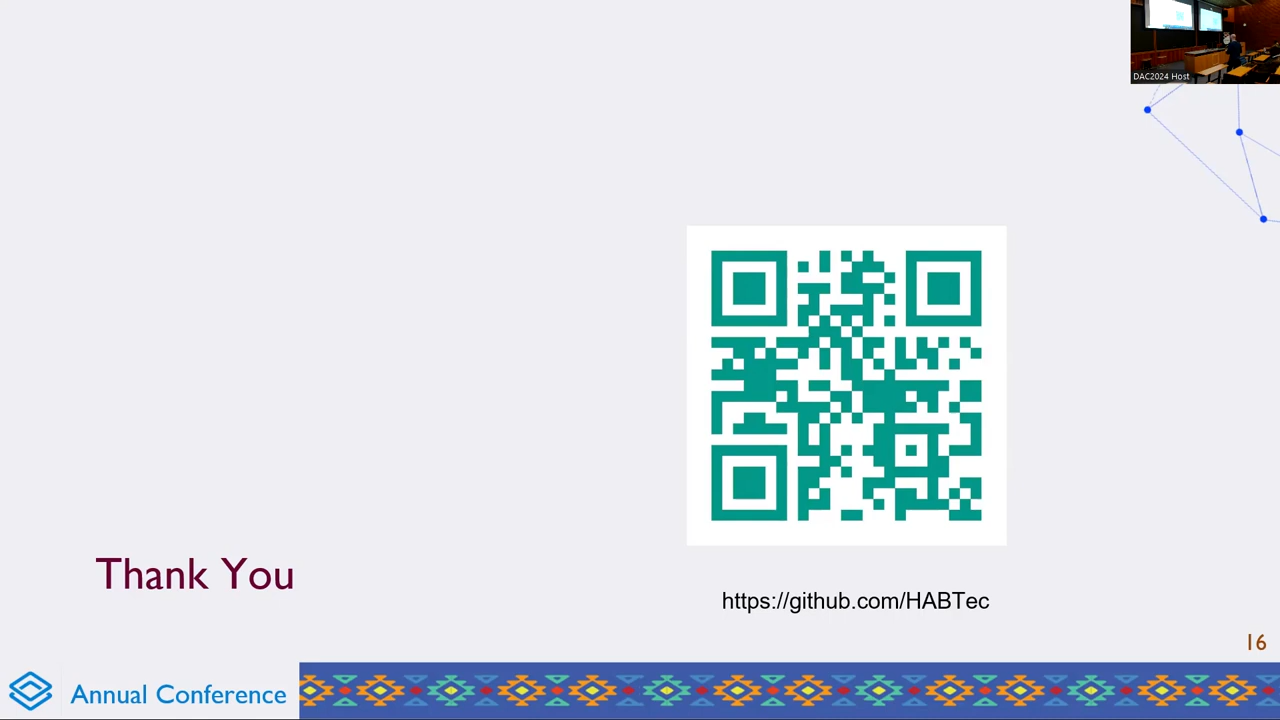 DAC2024 Host
Thank You
https://github.com/HABTec
16
Annual Conference